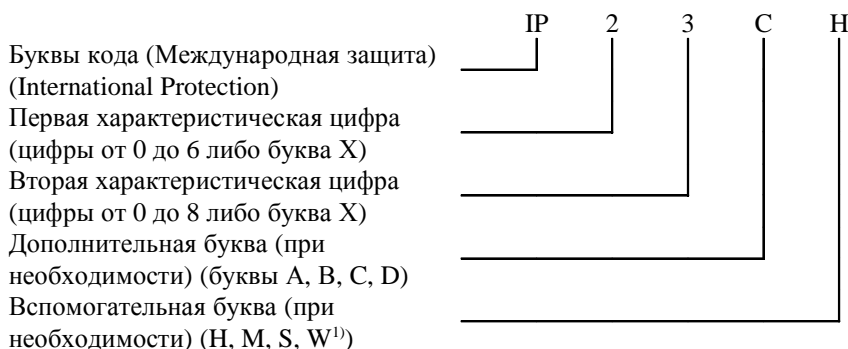 IP 2 3 C H
Буквы кода (Международная защита)
(International Protection)
Первая характеристическая цифра
(цифры от 0 до 6 либо буква X)
Вторая характеристическая цифра
(цифры от 0 до 8 либо буква X)
Дополнительная буква (при
необходимости) (буквы A, B, C, D)
Вспомогательная буква (при
необходимости) (H, M, S, W¹⁾)